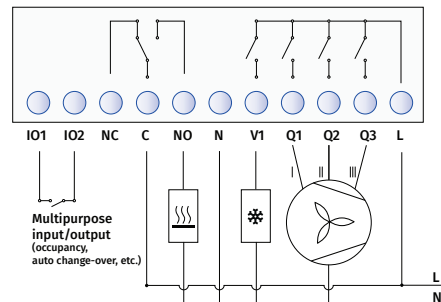 IO1 IO2 NC C NO N V1 Q1 Q2 Q3 L
I II III
Multipurpose
input/output
(occupancy,
auto change-over, etc.)
L
N